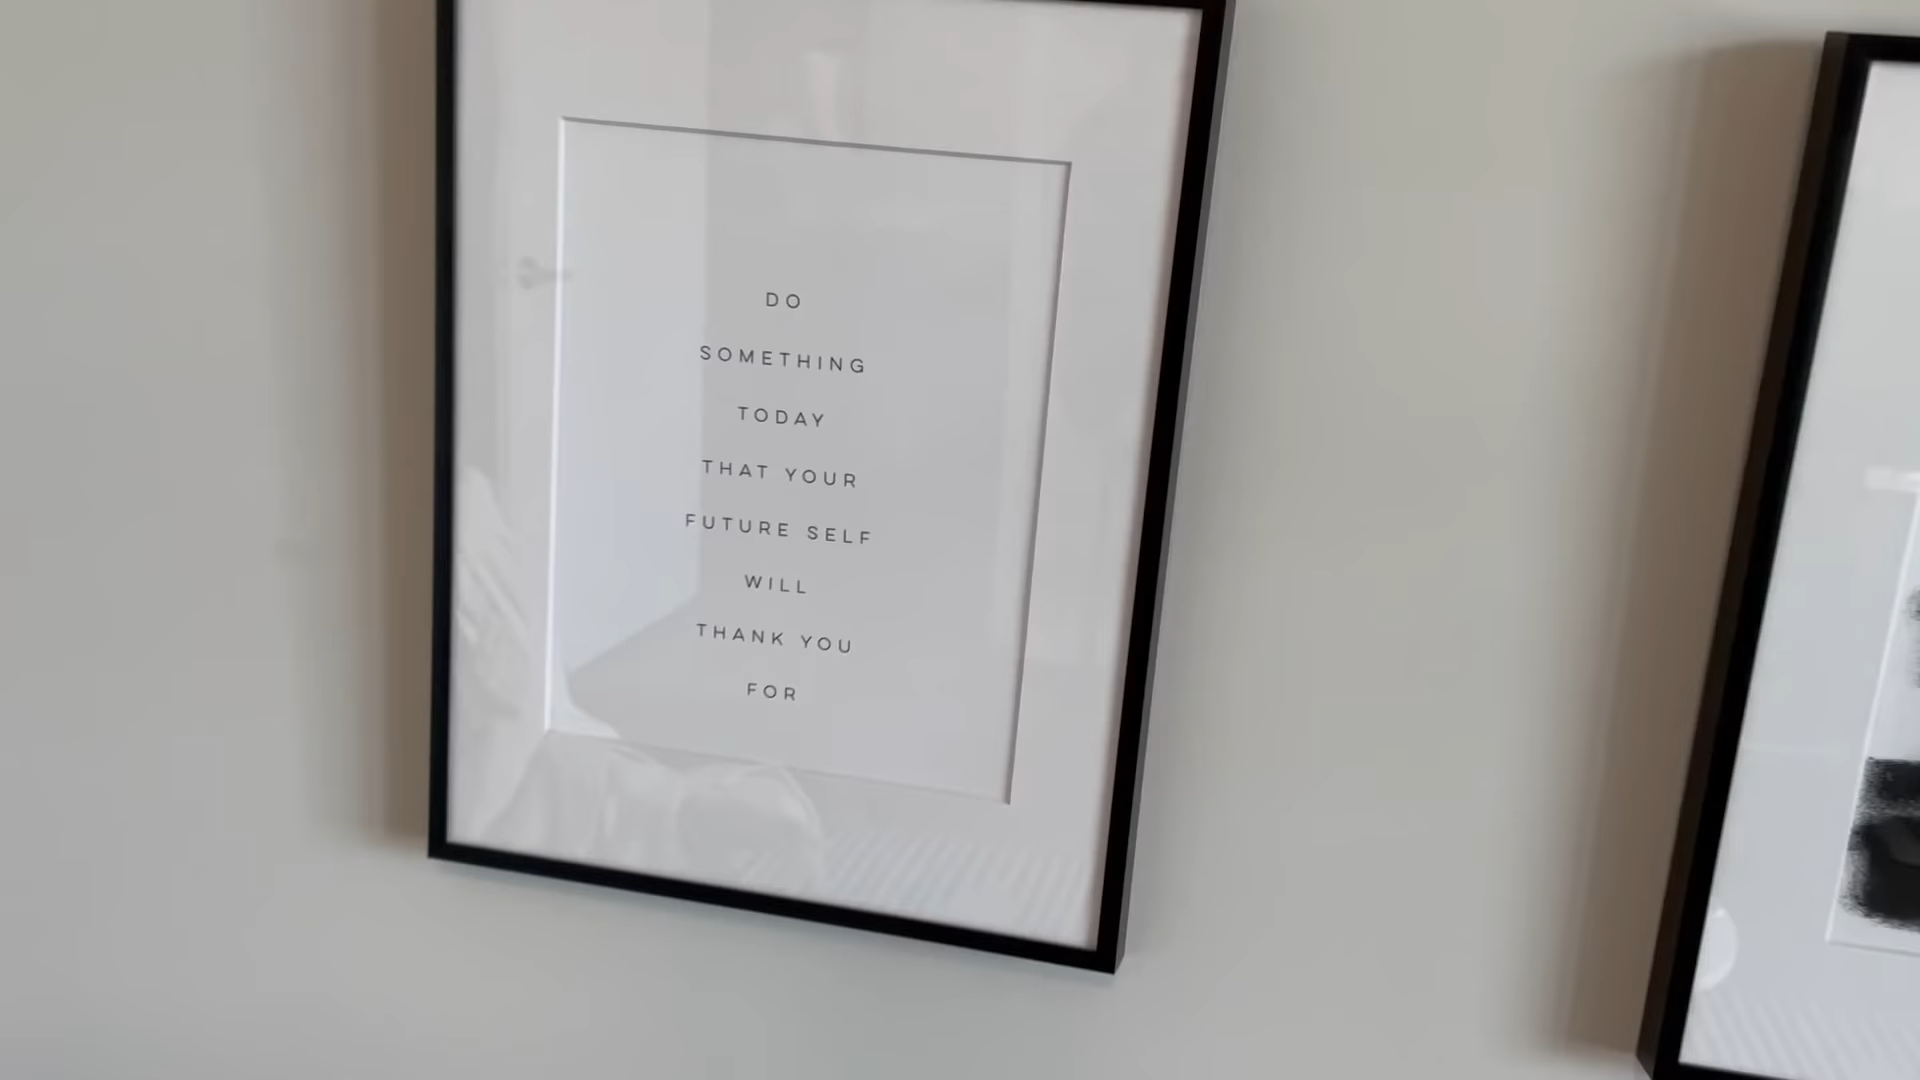 DO
SOMETHING
TODAY
THAT YOUR
FUTURE SELF
WILL
THANK YOU
FOR